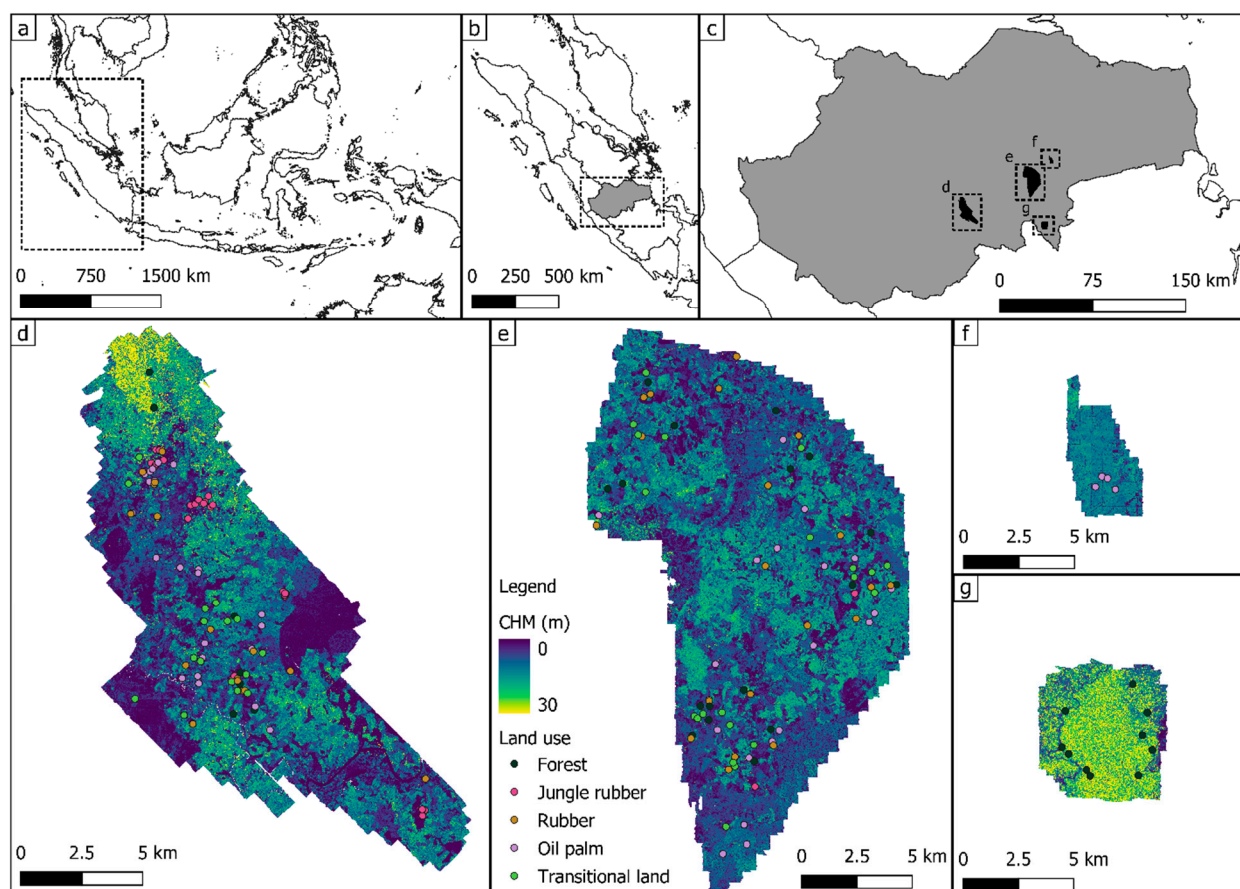 a
b
c
f
e
d
g
0 750 1500 km
0 250 500 km
0 75 150 km
d
e
f
0 2.5 5 km
g
Legend
CHM (m)
0
30
Land use
Forest
Jungle rubber
Rubber
Oil palm
Transitional land
0 2.5 5 km
0 2.5 5 km
0 2.5 5 km